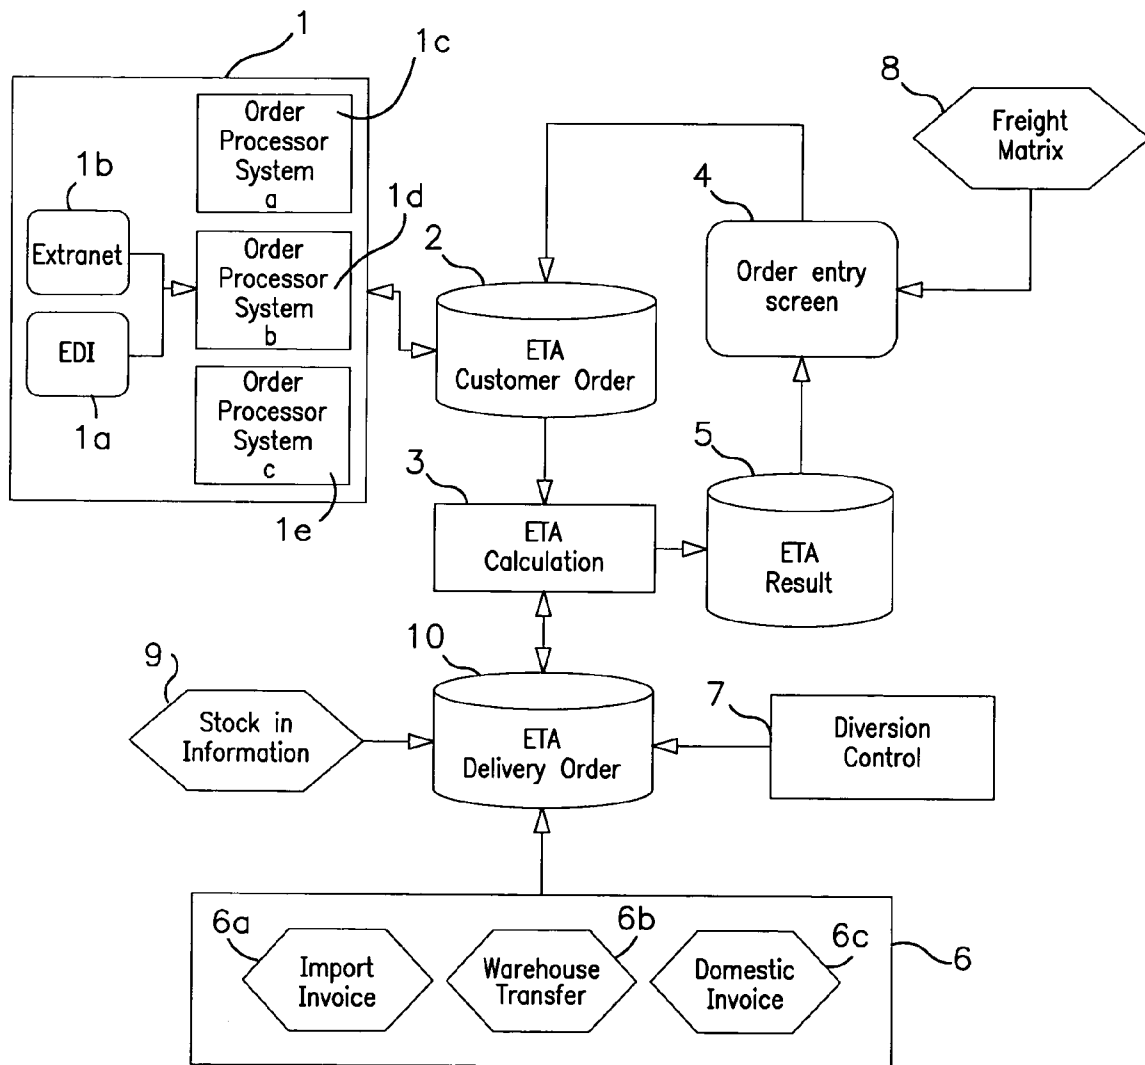 1
1c
Order
Processor
System
a
8
Freight
Matrix
1b
Extranet
1d
Order
Processor
System
b
EDI
1a
Order
Processor
System
c
1e
2
ETA
Customer Order
4
Order entry
screen
3
ETA
Calculation
5
ETA
Result
9
Stock in
Information
10
ETA
Delivery Order
7
Diversion
Control
6a
Import
Invoice
6b
Warehouse
Transfer
6c
Domestic
Invoice
6